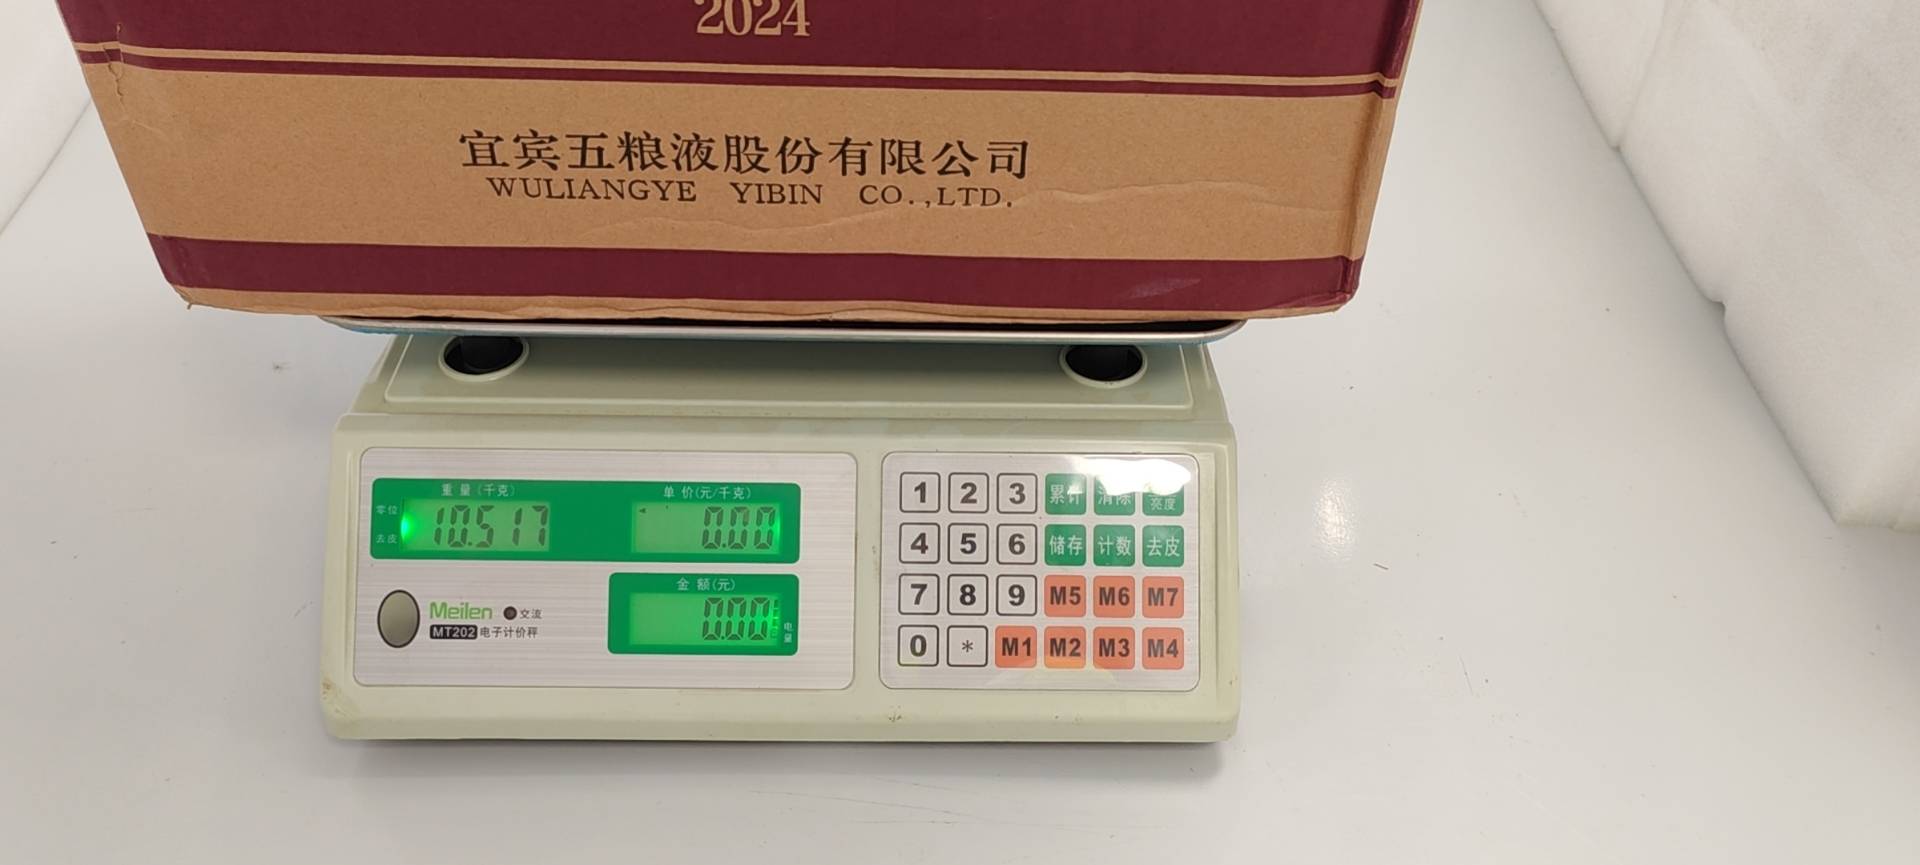 2024
宜宾五粮液股份有限公司
WULIANGYE YIBIN CO.,LTD.
重量(千克)
单价(元/千克)
零位
去皮
10.517
0.00
金额(元)
0.00
电量
Meilen 交流
MT202 电子计价秤
1 2 3 累计 清除 亮度
4 5 6 储存 计数 去皮
7 8 9 M5 M6 M7
0 * M1 M2 M3 M4